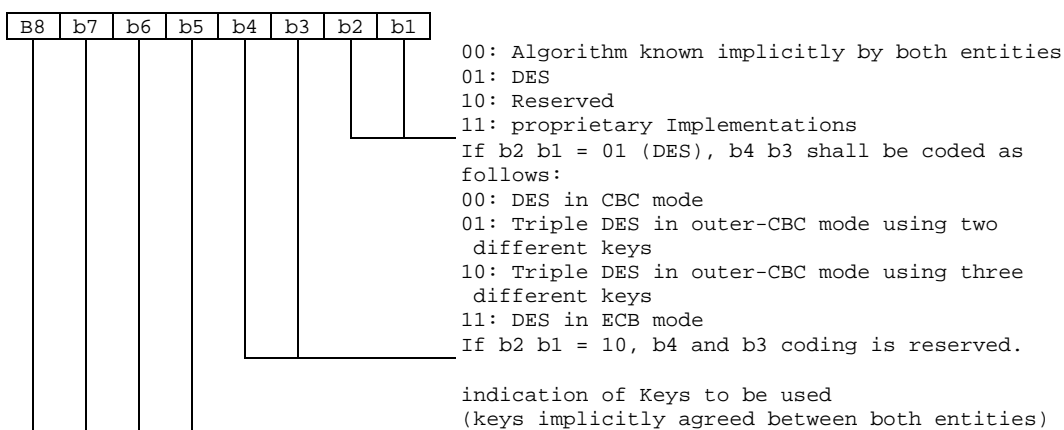 B8 b7 b6 b5 b4 b3 b2 b1
00: Algorithm known implicitly by both entities
01: DES
10: Reserved
11: proprietary Implementations
If b2 b1 = 01 (DES), b4 b3 shall be coded as
follows:
00: DES in CBC mode
01: Triple DES in outer-CBC mode using two
different keys
10: Triple DES in outer-CBC mode using three
different keys
11: DES in ECB mode
If b2 b1 = 10, b4 and b3 coding is reserved.
indication of Keys to be used
(keys implicitly agreed between both entities)